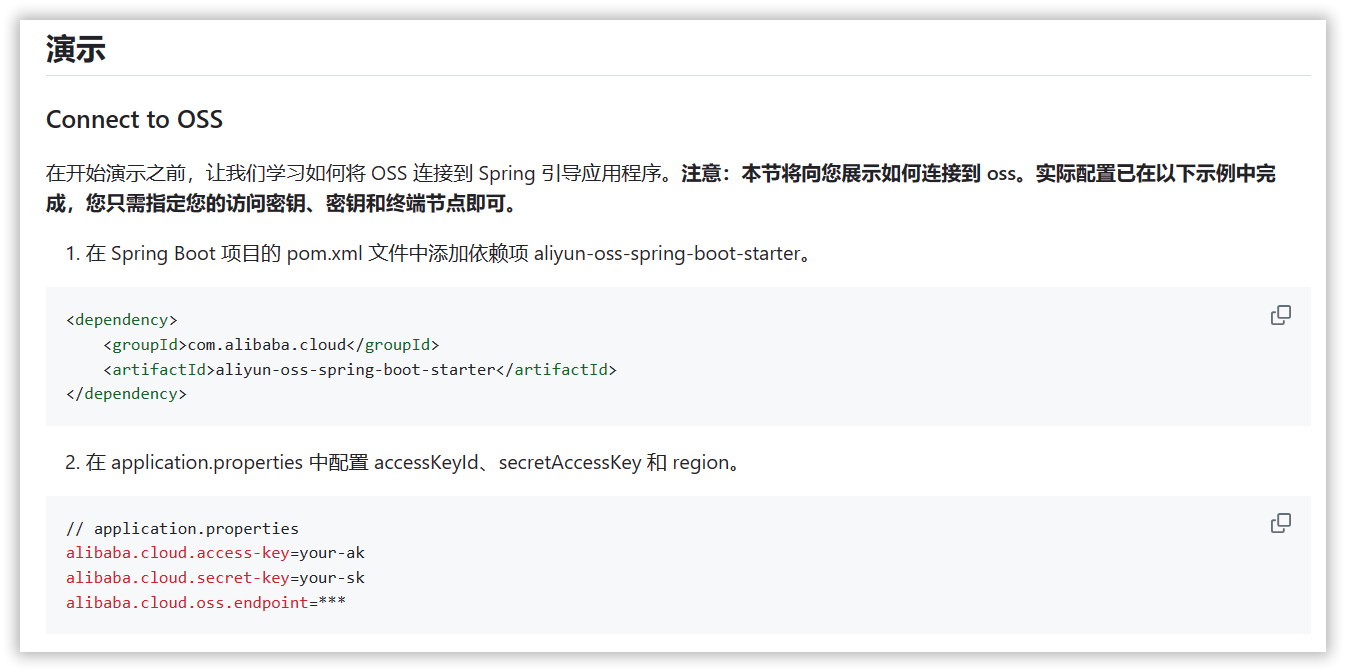 演示
Connect to OSS
在开始演示之前，让我们学习如何将 OSS 连接到 Spring 引导应用程序。注意：本节将向您展示如何连接到 oss。实际配置已在以下示例中完
成，您只需指定您的访问密钥、密钥和终端节点即可。
1. 在 Spring Boot 项目的 pom.xml 文件中添加依赖项 aliyun-oss-spring-boot-starter。
<dependency>
    <groupId>com.alibaba.cloud</groupId>
    <artifactId>aliyun-oss-spring-boot-starter</artifactId>
</dependency>
2. 在 application.properties 中配置 accessKeyId、secretAccessKey 和 region。
// application.properties
alibaba.cloud.access-key=your-ak
alibaba.cloud.secret-key=your-sk
alibaba.cloud.oss.endpoint=***